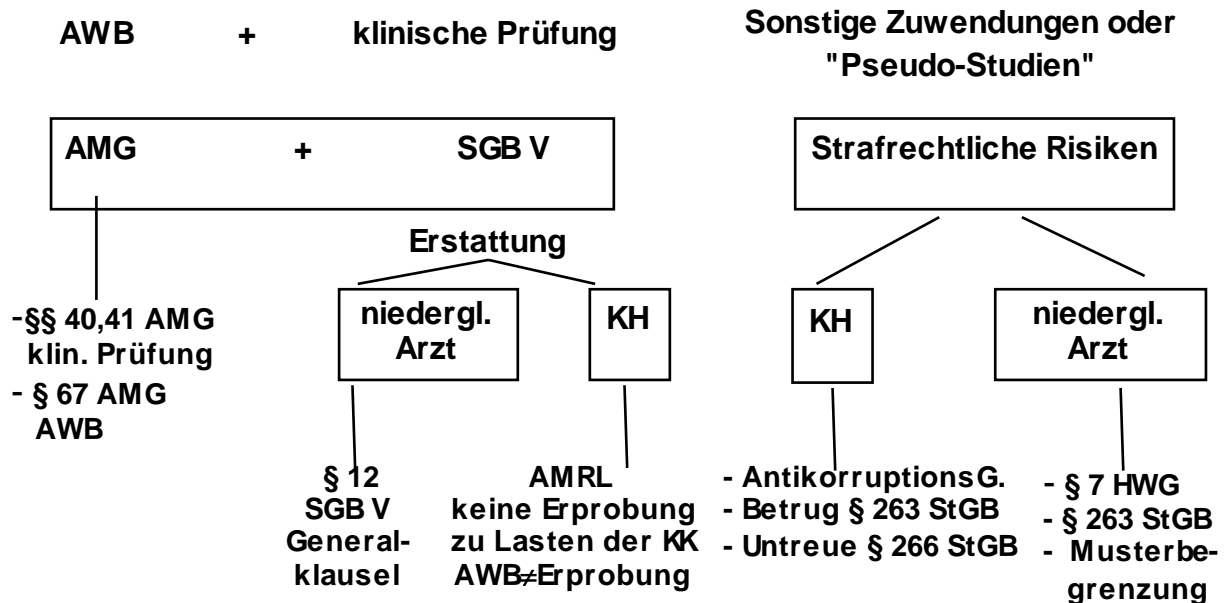 AWB + klinische Prüfung
Sonstige Zuwendungen oder
"Pseudo-Studien"
AMG + SGB V
Strafrechtliche Risiken
Erstattung
-§§ 40,41 AMG
klin. Prüfung
- § 67 AMG
AWB
niedergl.
Arzt
KH
KH
niedergl.
Arzt
§ 12
SGB V
General-
klausel
AMRL
keine Erprobung
zu Lasten der KK
AWB≠Erprobung
- AntikorruptionsG.
- Betrug § 263 StGB
- Untreue § 266 StGB
- § 7 HWG
- § 263 StGB
- Musterbe-
grenzung